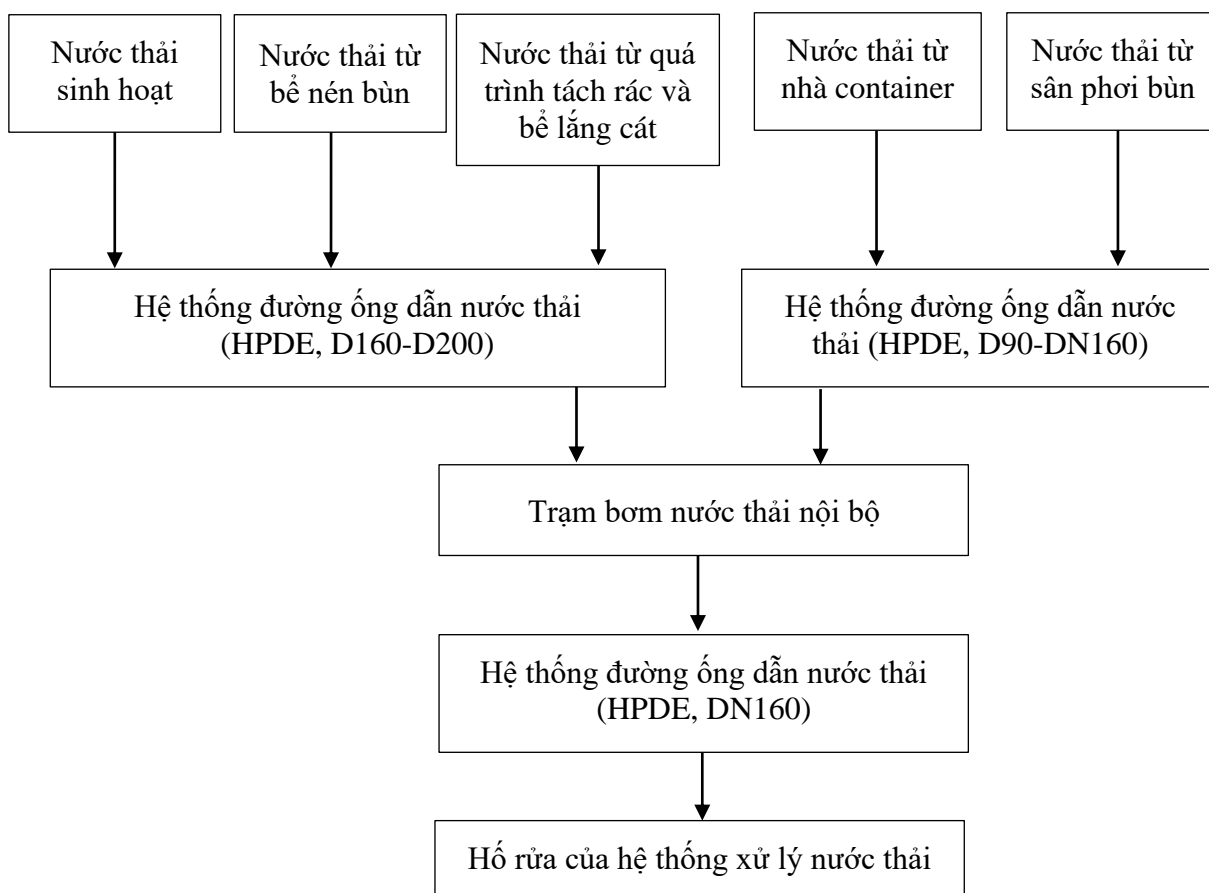 Nước thải
sinh hoạt
Nước thải từ
bể nén bùn
Nước thải từ quá
trình tách rác và
bể lắng cát
Nước thải từ
nhà container
Nước thải từ
sân phơi bùn
Hệ thống đường ống dẫn nước thải
(HPDE, D160-D200)
Hệ thống đường ống dẫn nước
thải (HPDE, D90-DN160)
Trạm bơm nước thải nội bộ
Hệ thống đường ống dẫn nước thải
(HPDE, DN160)
Hố rửa của hệ thống xử lý nước thải